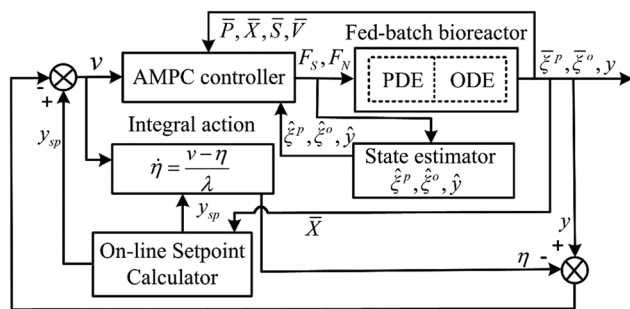 P̅, X̅, S̅, V̅
Fed-batch bioreactor
ν
AMPC controller
F_S, F_N
PDE
ODE
ξ̅^p, ξ̅^o, y
-
+
y_sp
Integral action
η̇ = (ν−η)/λ
ξ̂^p, ξ̂^o, ŷ
State estimator
ξ̂^p, ξ̂^o, ŷ
y_sp
X̅
y
On-line Setpoint
Calculator
η
-
+